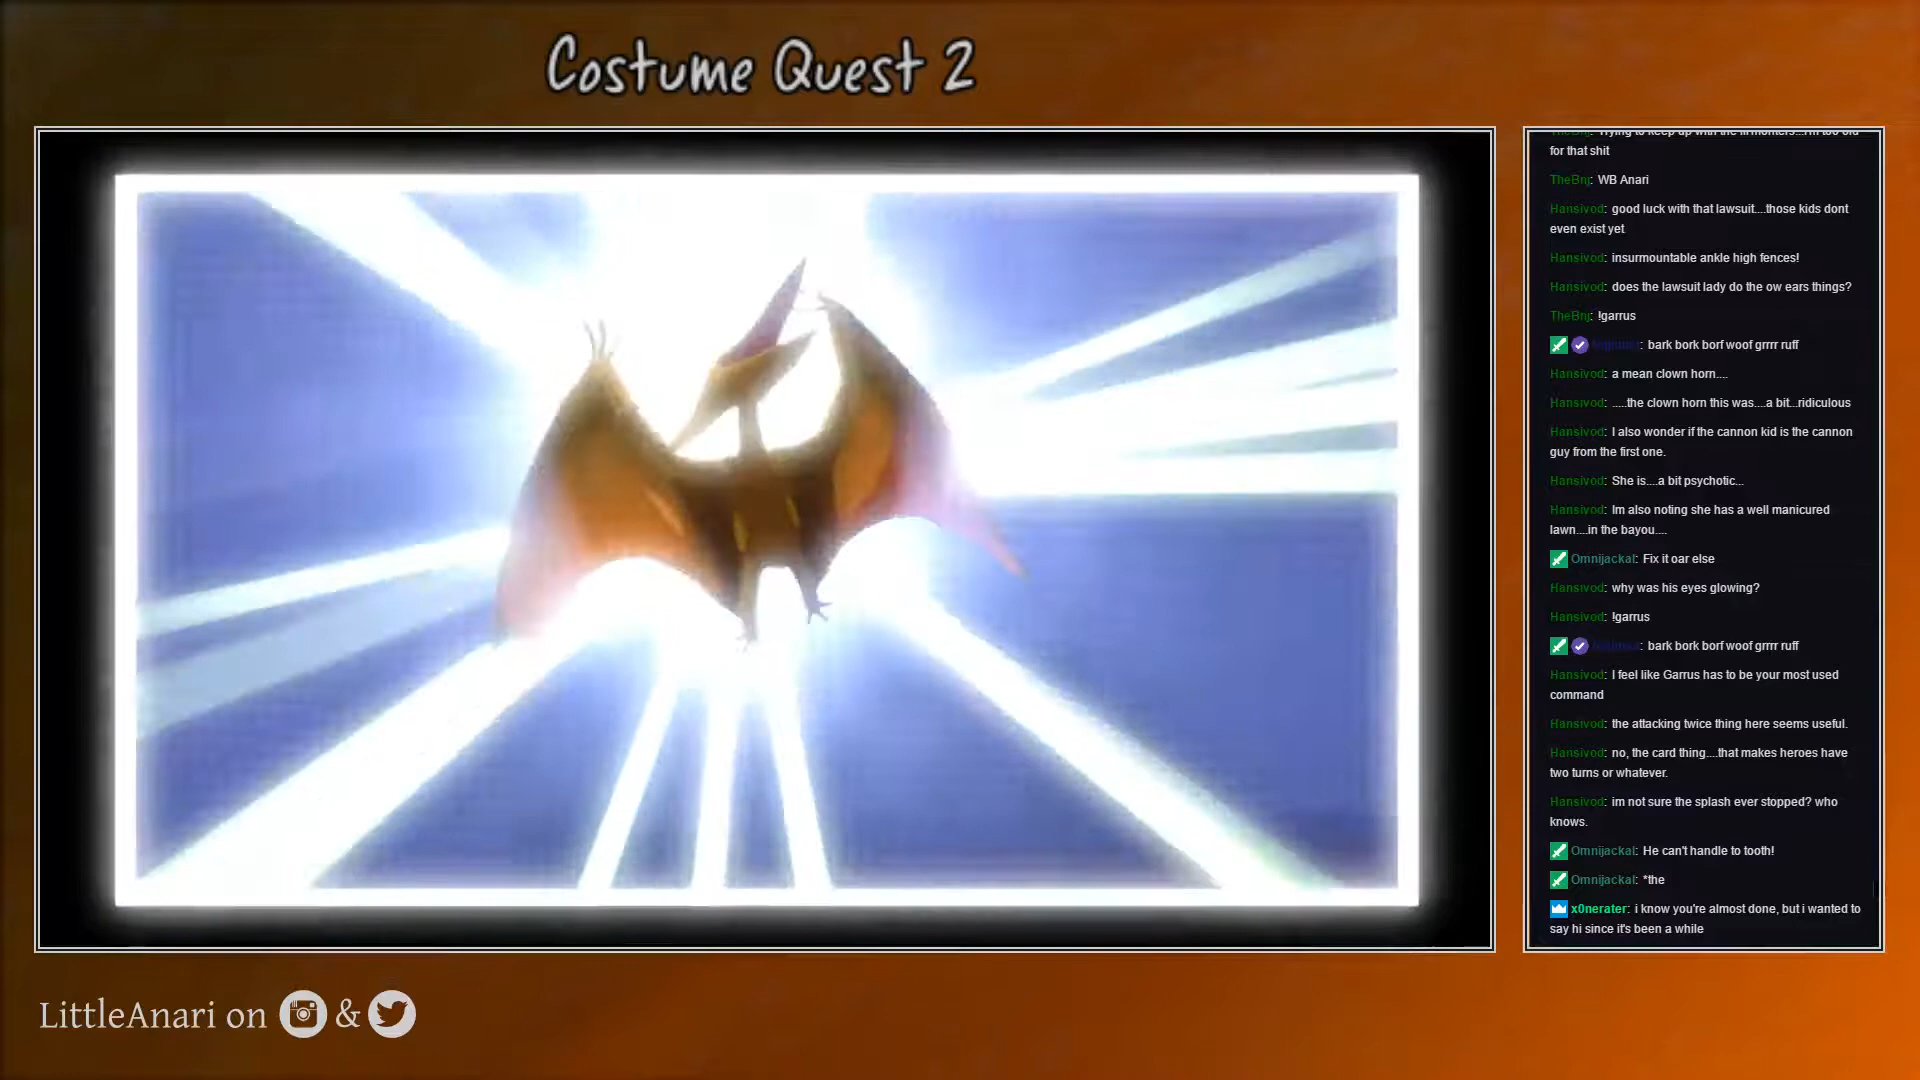 Costume Quest 2
for that shit
TheBnj: WB Anari
Hansivod: good luck with that lawsuit....those kids dont
even exist yet
Hansivod: insurmountable ankle high fences!
Hansivod: does the lawsuit lady do the ow ears things?
TheBnj: !garrus
: bark bork borf woof grrrr ruff
Hansivod: a mean clown horn....
Hansivod: .....the clown horn this was....a bit...ridiculous
Hansivod: I also wonder if the cannon kid is the cannon
guy from the first one.
Hansivod: She is....a bit psychotic...
Hansivod: Im also noting she has a well manicured
lawn....in the bayou....
Omnijackal: Fix it oar else
Hansivod: why was his eyes glowing?
Hansivod: !garrus
: bark bork borf woof grrrr ruff
Hansivod: I feel like Garrus has to be your most used
command
Hansivod: the attacking twice thing here seems useful.
Hansivod: no, the card thing....that makes heroes have
two turns or whatever.
Hansivod: im not sure the splash ever stopped? who
knows.
Omnijackal: He can't handle to tooth!
Omnijackal: *the
x0nerater: i know you're almost done, but i wanted to
say hi since it's been a while
LittleAnari on &